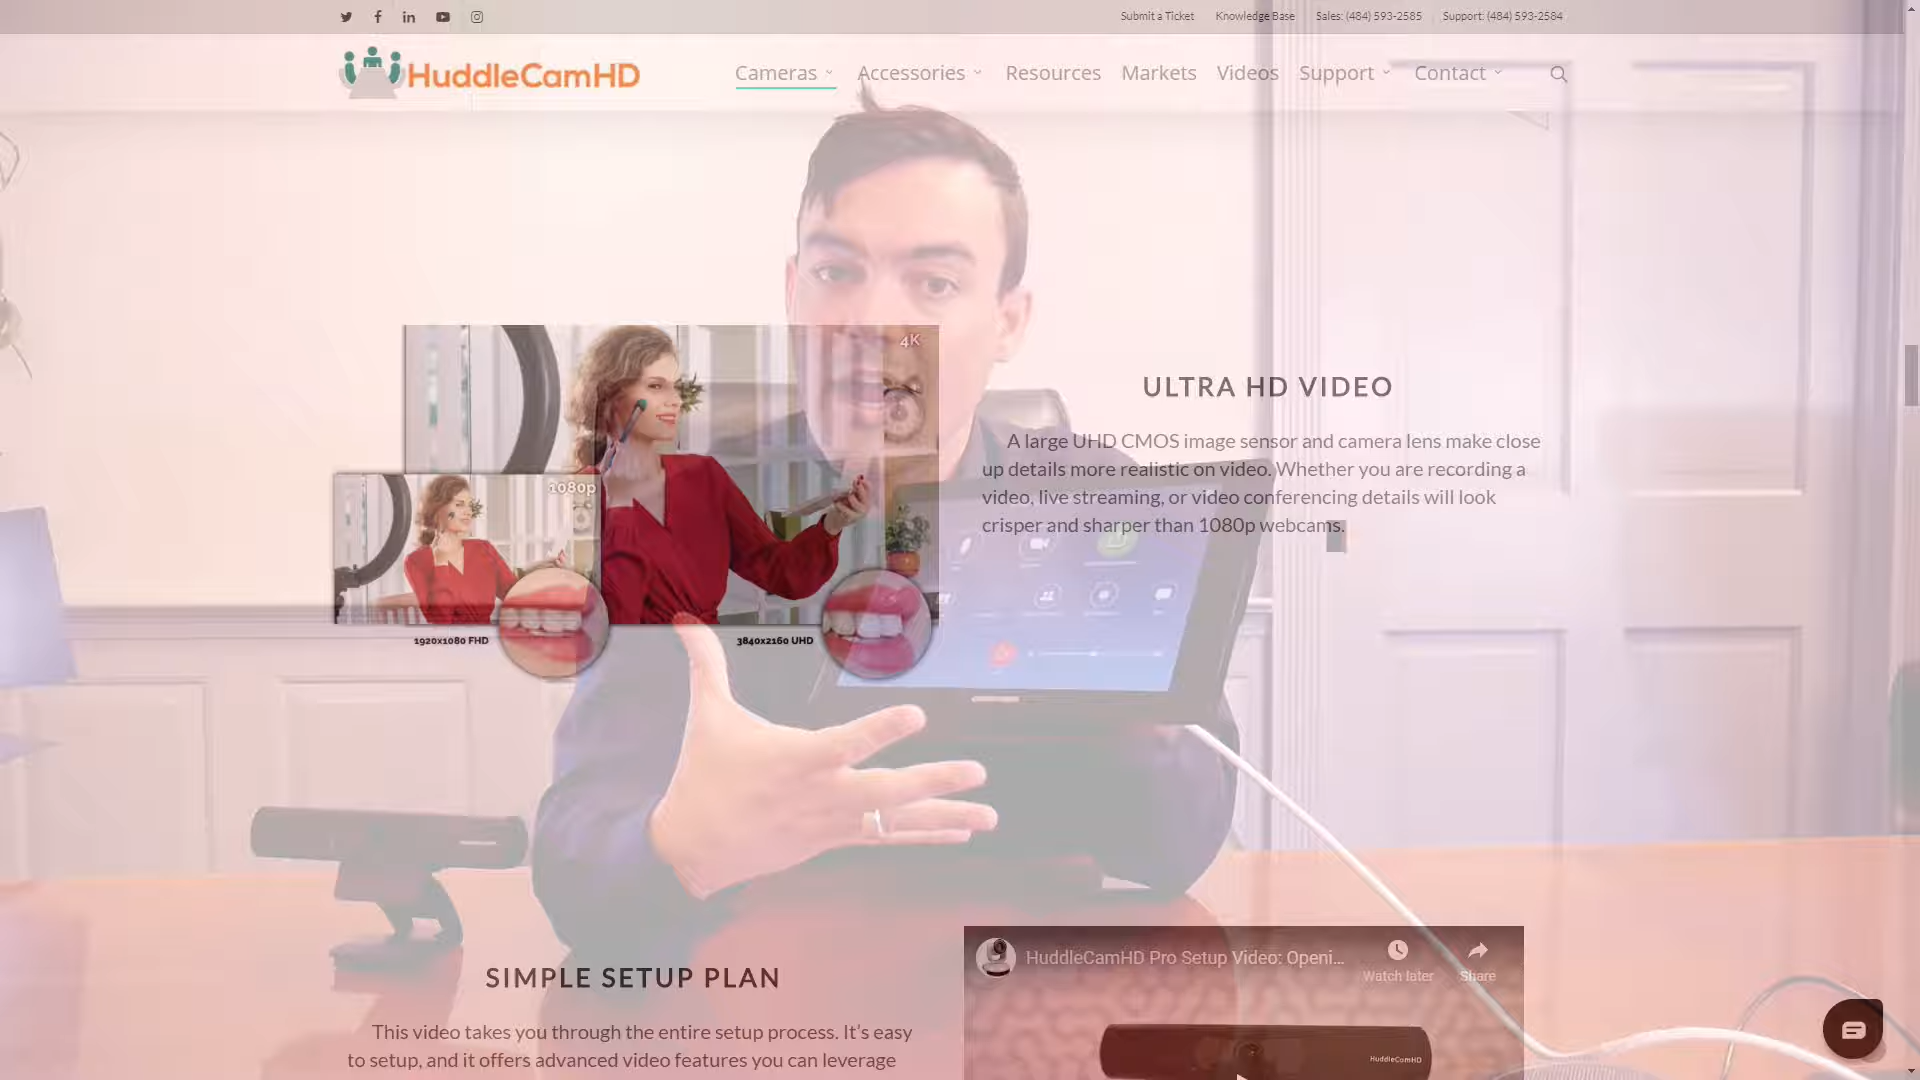 Submit a Ticket Knowledge Base Sales: (484) 593-2585 Support: (484) 593-2584
HuddleCamHD
Cameras Accessories Resources Markets Videos Support Contact
4K
1080p
1920x1080 FHD
3840x2160 UHD
ULTRA HD VIDEO
A large UHD CMOS image sensor and camera lens make close
up details more realistic on video. Whether you are recording a
video, live streaming, or video conferencing details will look
crisper and sharper than 1080p webcams.
SIMPLE SETUP PLAN
This video takes you through the entire setup process. It’s easy
to setup, and it offers advanced video features you can leverage
HuddleCamHD Pro Setup Video: Openi...
Watch later
Share
HuddleCamHD